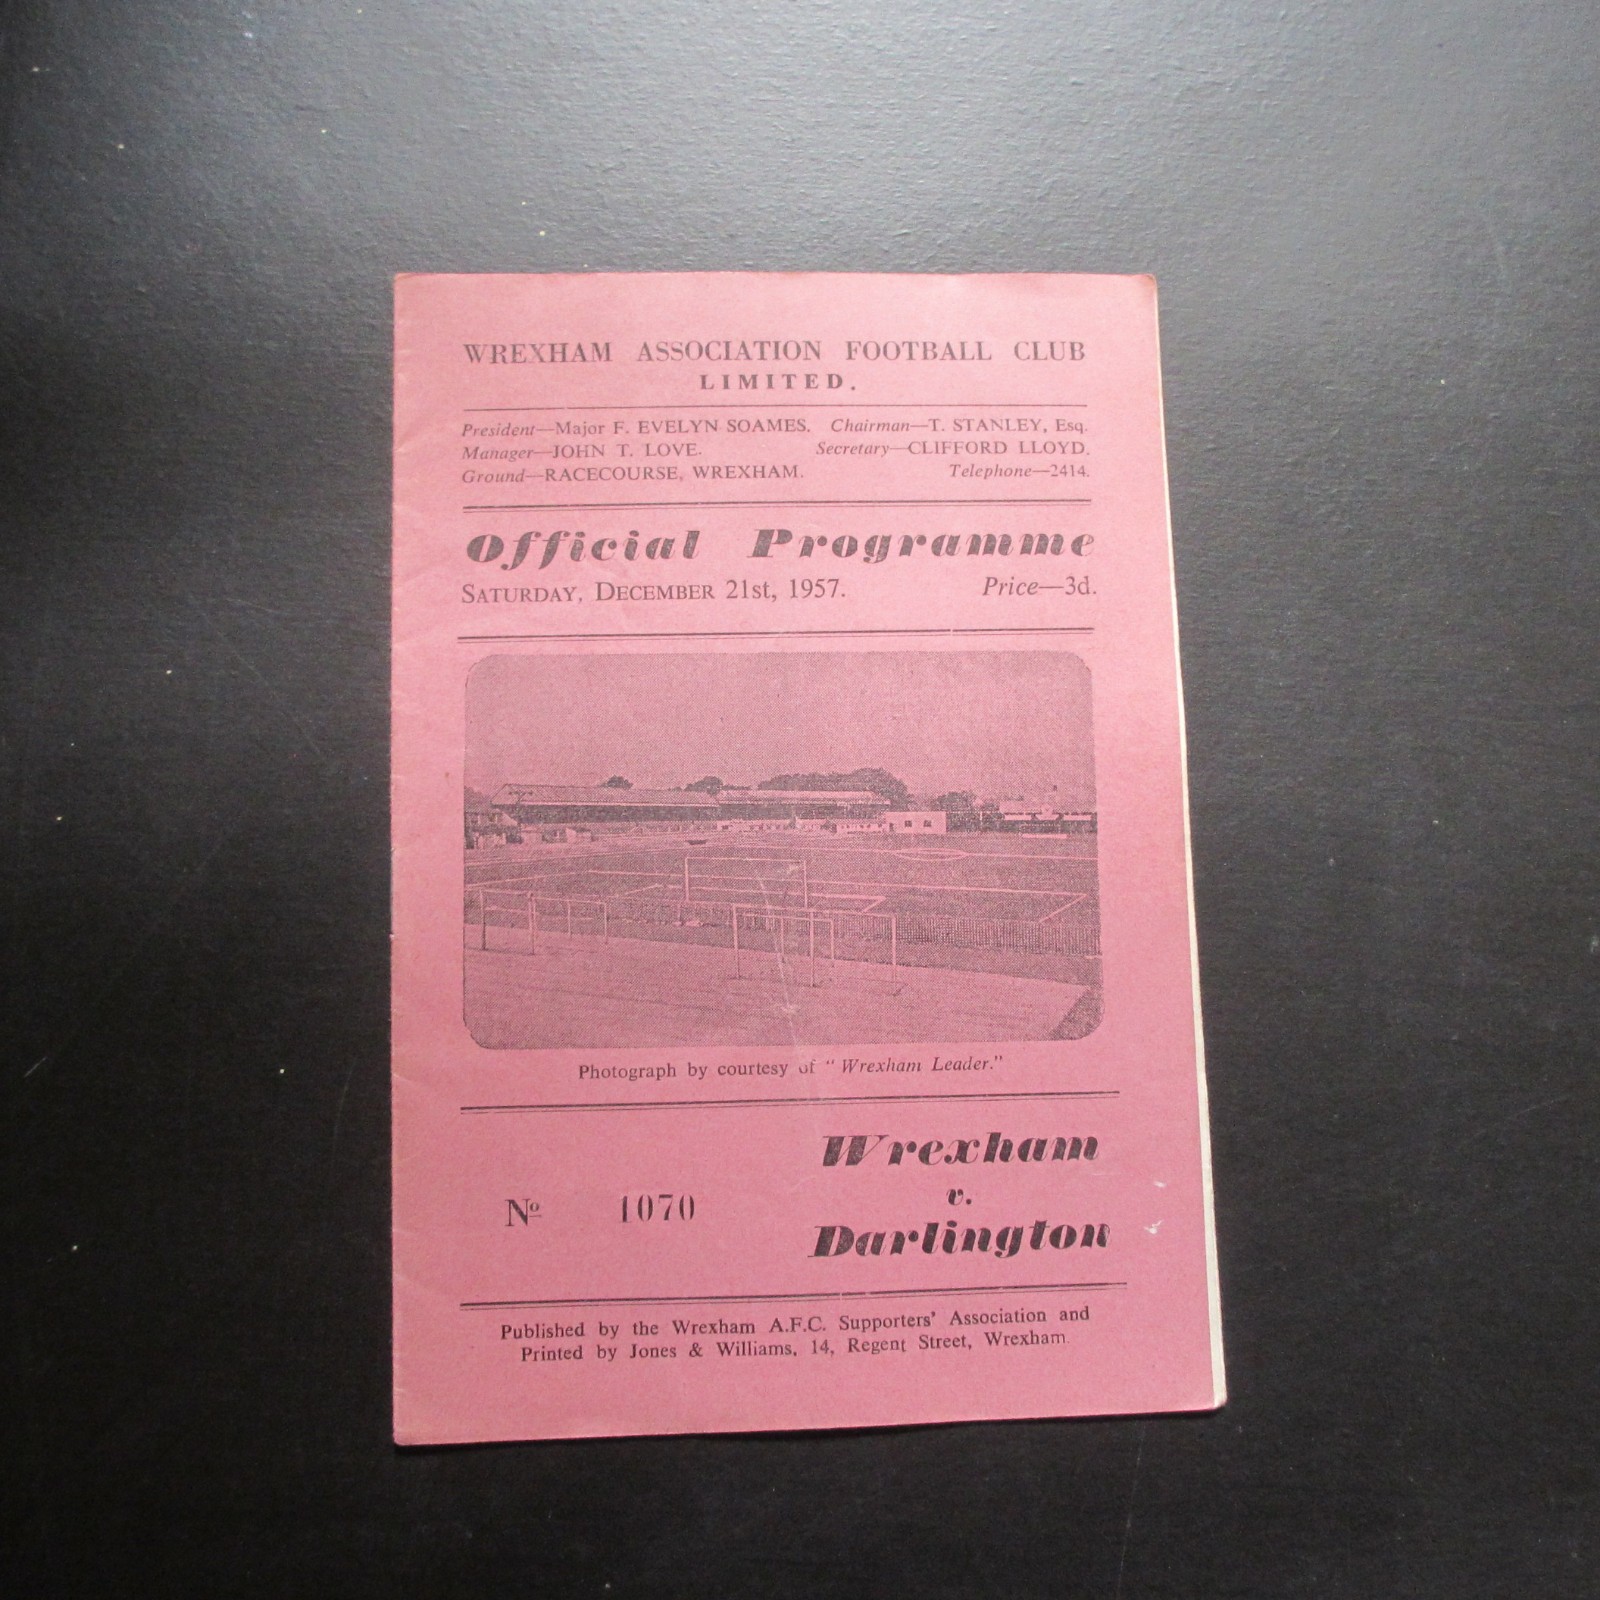 WREXHAM ASSOCIATION FOOTBALL CLUB
LIMITED.
President—Major F. EVELYN SOAMES. Chairman—T. STANLEY, Esq.
Manager—JOHN T. LOVE. Secretary—CLIFFORD LLOYD.
Ground—RACECOURSE, WREXHAM. Telephone—2414.
Official Programme
SATURDAY, DECEMBER 21st, 1957. Price—3d.
Photograph by courtesy of "Wrexham Leader."
Wrexham
v.
Nº 1070
Darlington
Published by the Wrexham A.F.C. Supporters' Association and
Printed by Jones & Williams, 14, Regent Street, Wrexham